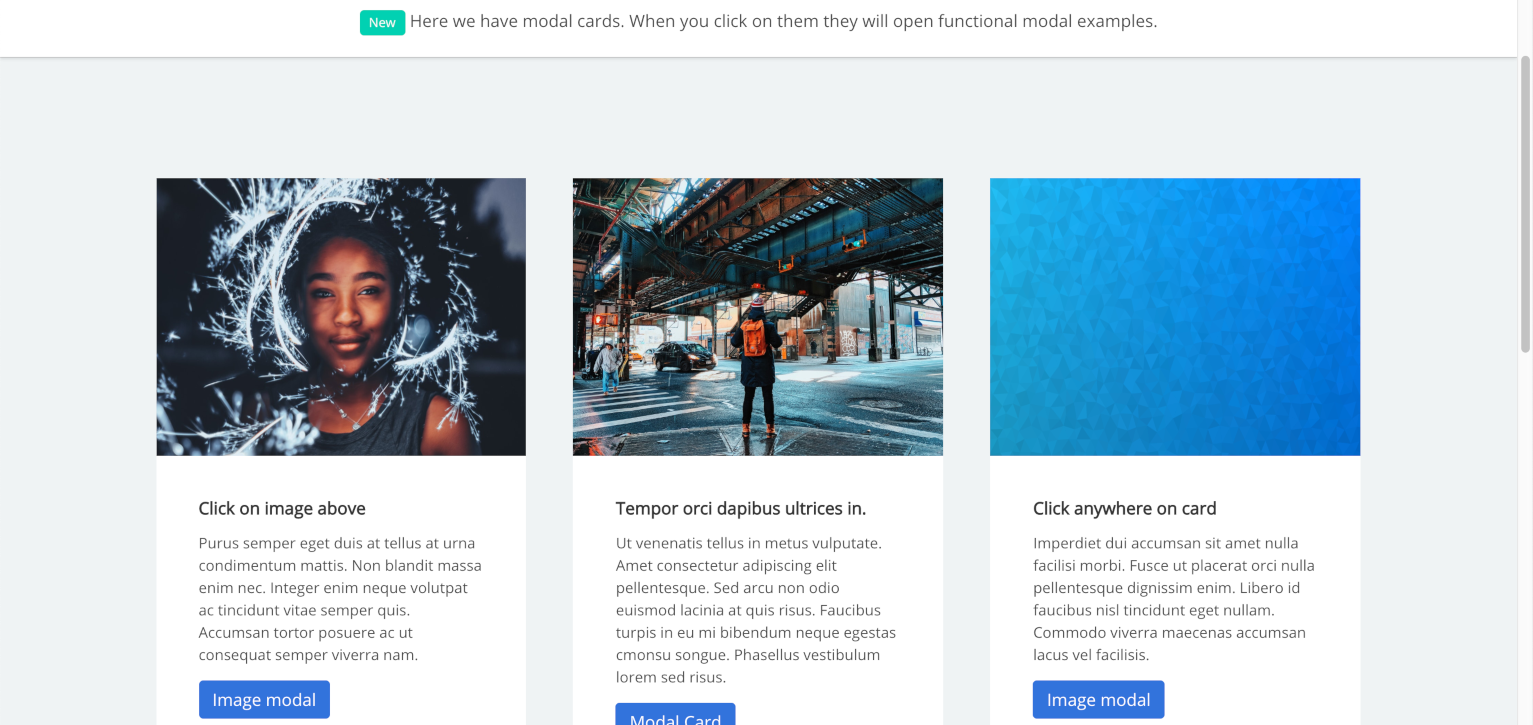 New Here we have modal cards. When you click on them they will open functional modal examples.
Click on image above
Purus semper eget duis at tellus at urna
condimentum mattis. Non blandit massa
enim nec. Integer enim neque volutpat
ac tincidunt vitae semper quis.
Accumsan tortor posuere ac ut
consequat semper viverra nam.
Image modal
Tempor orci dapibus ultrices in.
Ut venenatis tellus in metus vulputate.
Amet consectetur adipiscing elit
pellentesque. Sed arcu non odio
euismod lacinia at quis risus. Faucibus
turpis in eu mi bibendum neque egestas
cmonsu songue. Phasellus vestibulum
lorem sed risus.
Modal Card
Click anywhere on card
Imperdiet dui accumsan sit amet nulla
facilisi morbi. Fusce ut placerat orci nulla
pellentesque dignissim enim. Libero id
faucibus nisl tincidunt eget nullam.
Commodo viverra maecenas accumsan
lacus vel facilisis.
Image modal